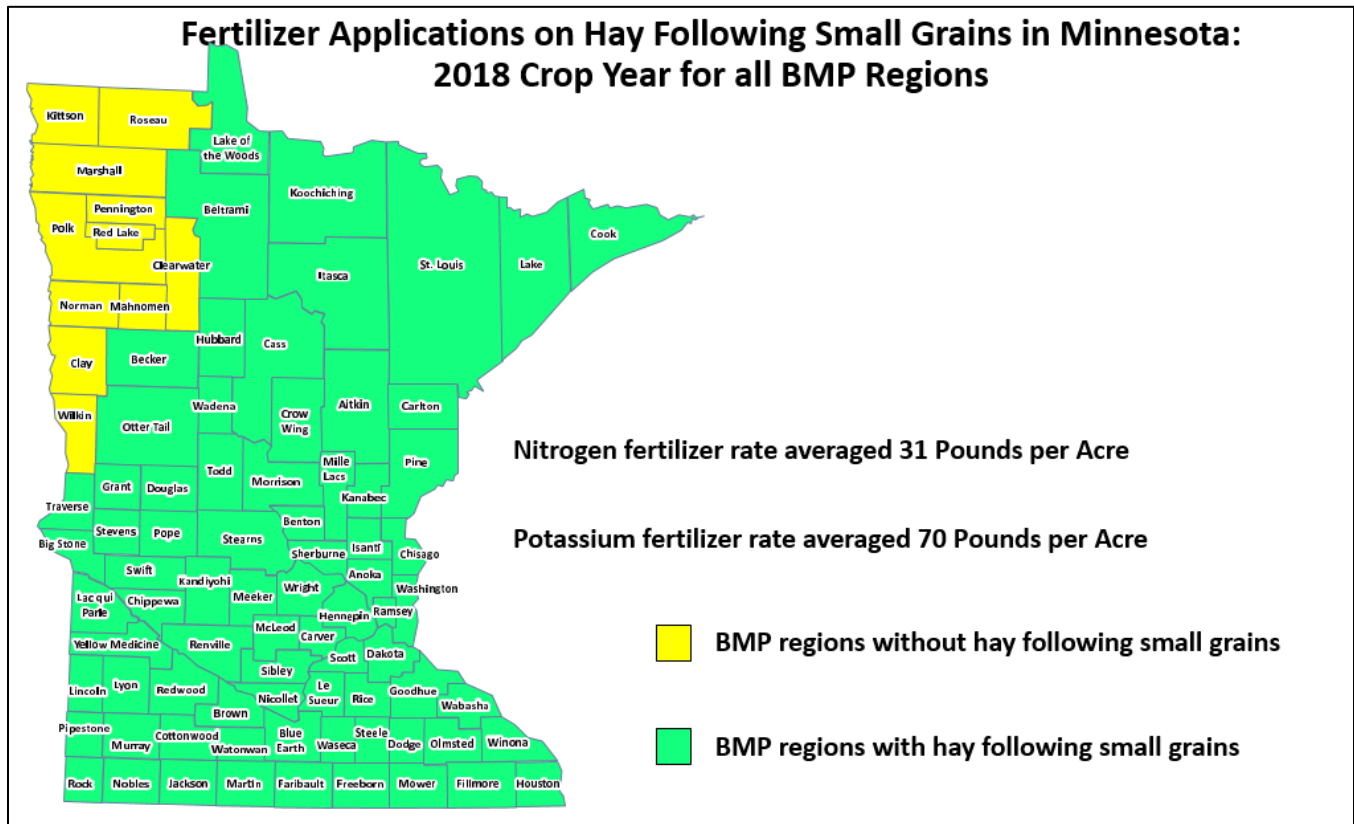 Fertilizer Applications on Hay Following Small Grains in Minnesota:
2018 Crop Year for all BMP Regions
Kittson
Roseau
Lake of
the Woods
Marshall
Koochiching
Pennington
Beltrami
Polk
Red Lake
Cook
Clearwater
St. Louis
Lake
Itasca
Norman
Mahnomen
Hubbard
Cass
Clay
Becker
Wadena
Aitkin
Carlton
Wilkin
Crow
Wing
Otter Tail
Nitrogen fertilizer rate averaged 31 Pounds per Acre
Mille
Lacs
Pine
Todd
Morrison
Grant
Douglas
Kanabec
Traverse
Benton
Stevens
Pope
Stearns
Potassium fertilizer rate averaged 70 Pounds per Acre
Big Stone
Sherburne
Isanti
Chisago
Swift
Kandiyohi
Anoka
Wright
Washington
Meeker
Lac qui
Parle
Chippewa
Hennepin
Ramsey
McLeod
Carver
Yellow Medicine
Renville
Scott
Dakota
BMP regions without hay following small grains
Sibley
Lincoln
Lyon
Redwood
Nicollet
Le
Sueur
Rice
Goodhue
Wabasha
Brown
Pipestone
Murray
Cottonwood
Watonwan
Blue
Earth
Waseca
Steele
Dodge
Olmsted
Winona
BMP regions with hay following small grains
Rock
Nobles
Jackson
Martin
Faribault
Freeborn
Mower
Fillmore
Houston